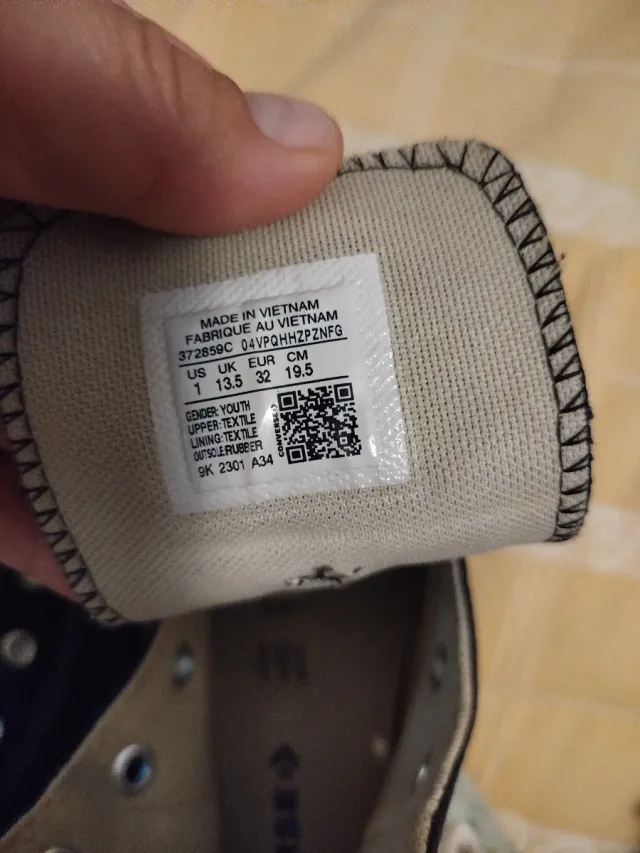 MADE IN VIETNAM
FABRIQUE AU VIETNAM
372859C 04VPQHHZPZNFG
US UK EUR CM
1 13.5 32 19.5
GENDER: YOUTH
UPPER: TEXTILE
LINING: TEXTILE
OUTSOLE:RUBBER
9K 2301 A34
CONVERSE